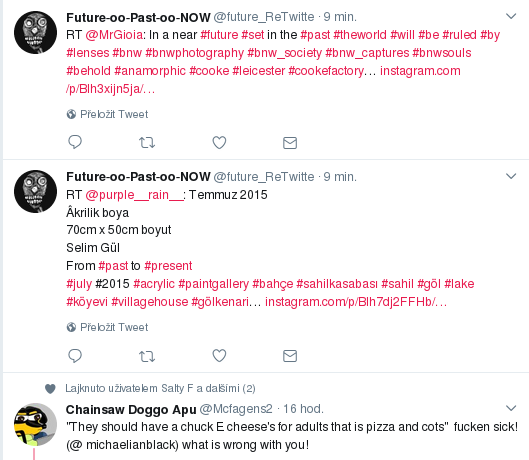 Future-oo-Past-oo-NOW @future_ReTwitte · 9 min.
RT @MrGioia: In a near #future #set in the #past #theworld #will #be #ruled #by
#lenses #bnw #bnwphotography #bnw_society #bnw_captures #bnwsouls
#behold #anamorphic #cooke #leicester #cookefactory… instagram.com
/p/Blh3xijn5ja/…
Přeložit Tweet
Future-oo-Past-oo-NOW @future_ReTwitte · 9 min.
RT @purple__rain__: Temmuz 2015
Âkrilik boya
70cm x 50cm boyut
Selim Gül
From #past to #present
#july #2015 #acrylic #paintgallery #bahçe #sahilkasabası #sahil #göl #lake
#köyevi #villagehouse #gölkenari… instagram.com/p/Blh7dj2FFHb/…
Přeložit Tweet
Lajknuto uživatelem Salty F a dalšími (2)
Chainsaw Doggo Apu @Mcfagens2 · 16 hod.
"They should have a chuck E cheese's for adults that is pizza and cots" fucken sick!
(@ michaelianblack) what is wrong with you!